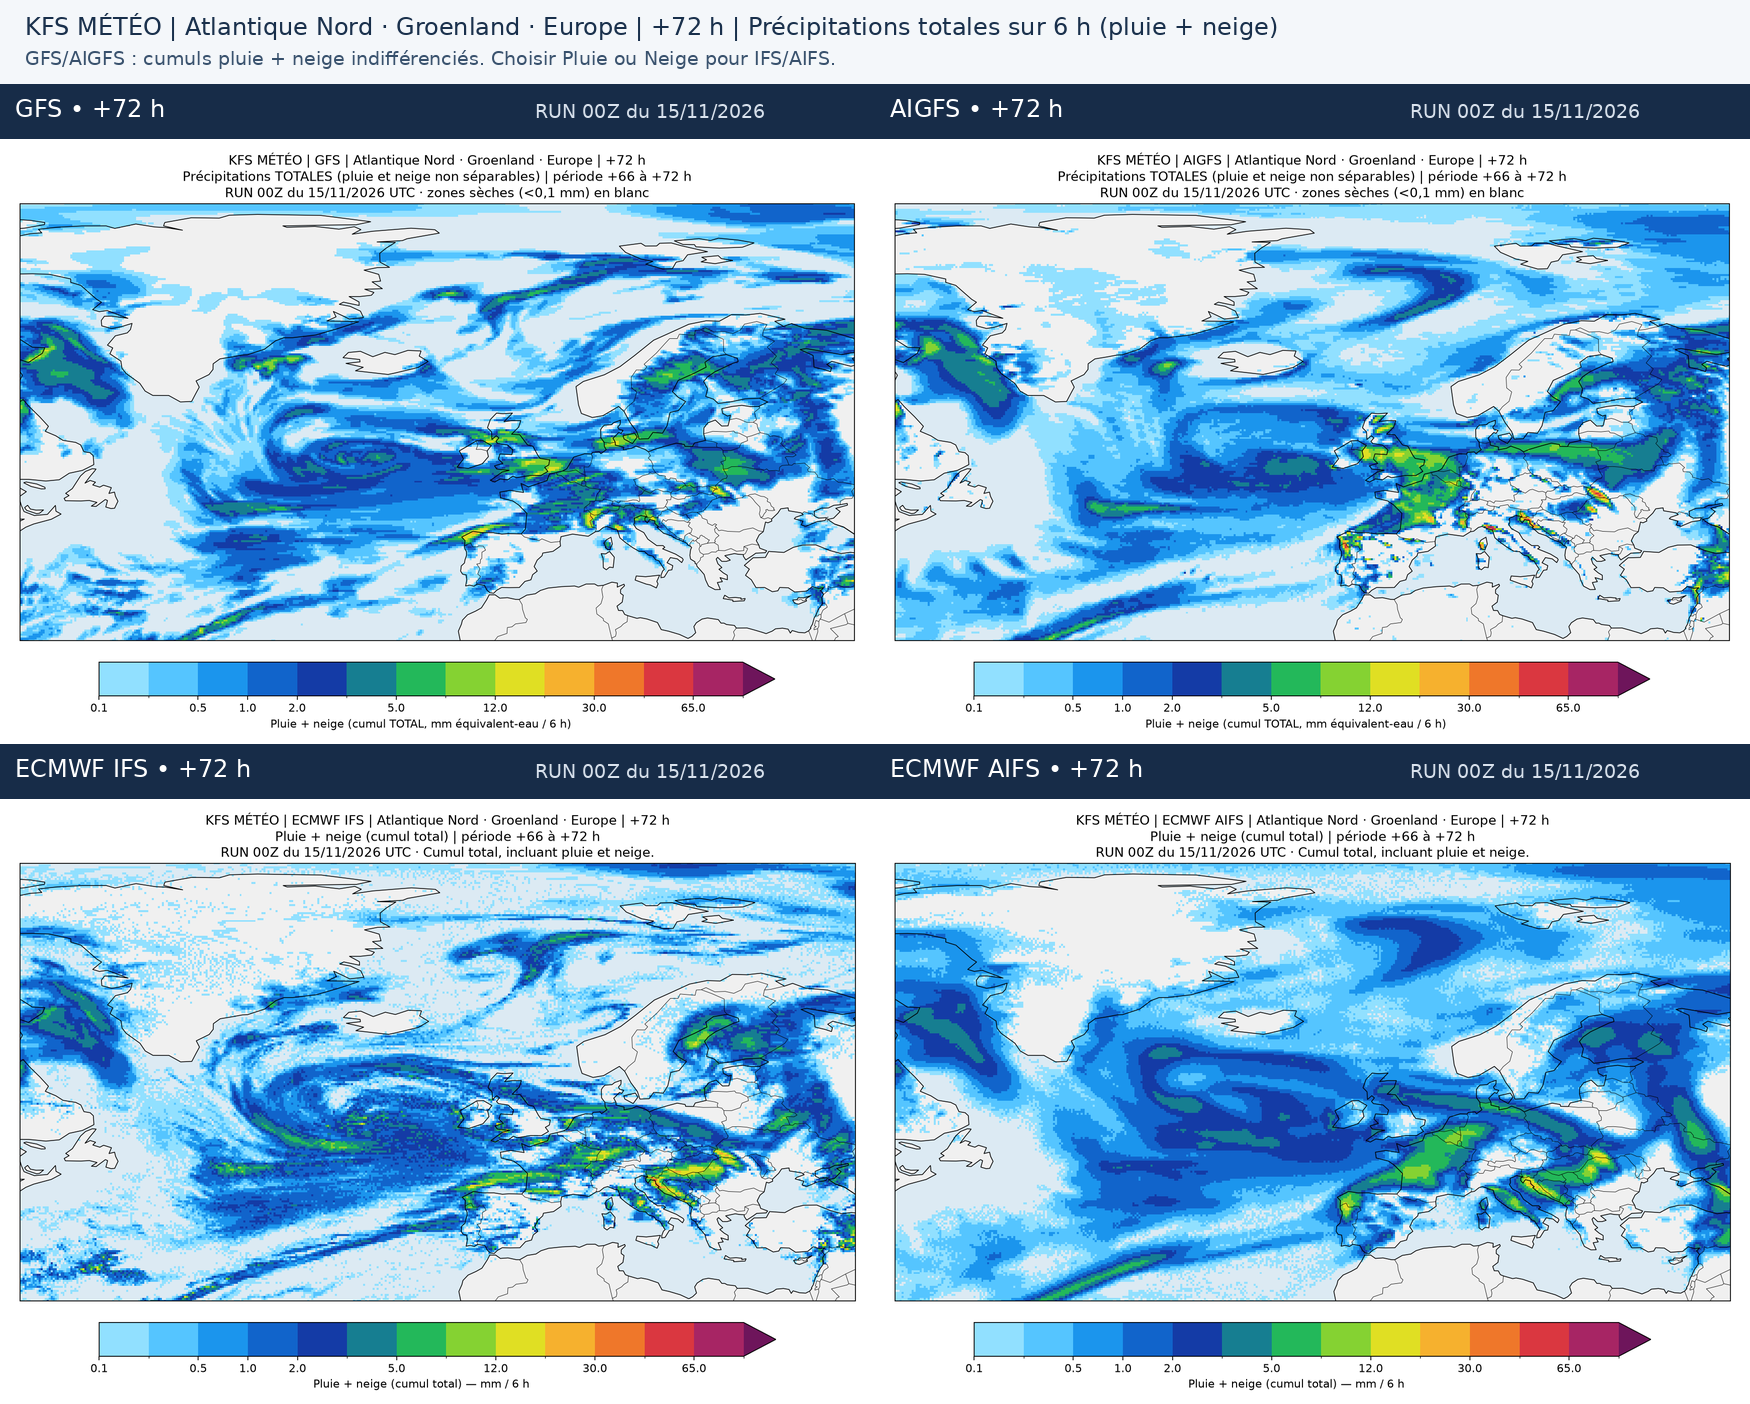 KFS MÉTÉO | Atlantique Nord · Groenland · Europe | +72 h | Précipitations totales sur 6 h (pluie + neige)
GFS/AIGFS : cumuls pluie + neige indifférenciés. Choisir Pluie ou Neige pour IFS/AIFS.
GFS • +72 h
RUN 00Z du 15/11/2026
KFS MÉTÉO | GFS | Atlantique Nord · Groenland · Europe | +72 h
Précipitations TOTALES (pluie et neige non séparables) | période +66 à +72 h
RUN 00Z du 15/11/2026 UTC · zones sèches (<0,1 mm) en blanc
0.1 0.5 1.0 2.0 5.0 12.0 30.0 65.0
Pluie + neige (cumul TOTAL, mm équivalent-eau / 6 h)
AIGFS • +72 h
RUN 00Z du 15/11/2026
KFS MÉTÉO | AIGFS | Atlantique Nord · Groenland · Europe | +72 h
Précipitations TOTALES (pluie et neige non séparables) | période +66 à +72 h
RUN 00Z du 15/11/2026 UTC · zones sèches (<0,1 mm) en blanc
0.1 0.5 1.0 2.0 5.0 12.0 30.0 65.0
Pluie + neige (cumul TOTAL, mm équivalent-eau / 6 h)
ECMWF IFS • +72 h
RUN 00Z du 15/11/2026
KFS MÉTÉO | ECMWF IFS | Atlantique Nord · Groenland · Europe | +72 h
Pluie + neige (cumul total) | période +66 à +72 h
RUN 00Z du 15/11/2026 UTC · Cumul total, incluant pluie et neige.
0.1 0.5 1.0 2.0 5.0 12.0 30.0 65.0
Pluie + neige (cumul total) — mm / 6 h
ECMWF AIFS • +72 h
RUN 00Z du 15/11/2026
KFS MÉTÉO | ECMWF AIFS | Atlantique Nord · Groenland · Europe | +72 h
Pluie + neige (cumul total) | période +66 à +72 h
RUN 00Z du 15/11/2026 UTC · Cumul total, incluant pluie et neige.
0.1 0.5 1.0 2.0 5.0 12.0 30.0 65.0
Pluie + neige (cumul total) — mm / 6 h